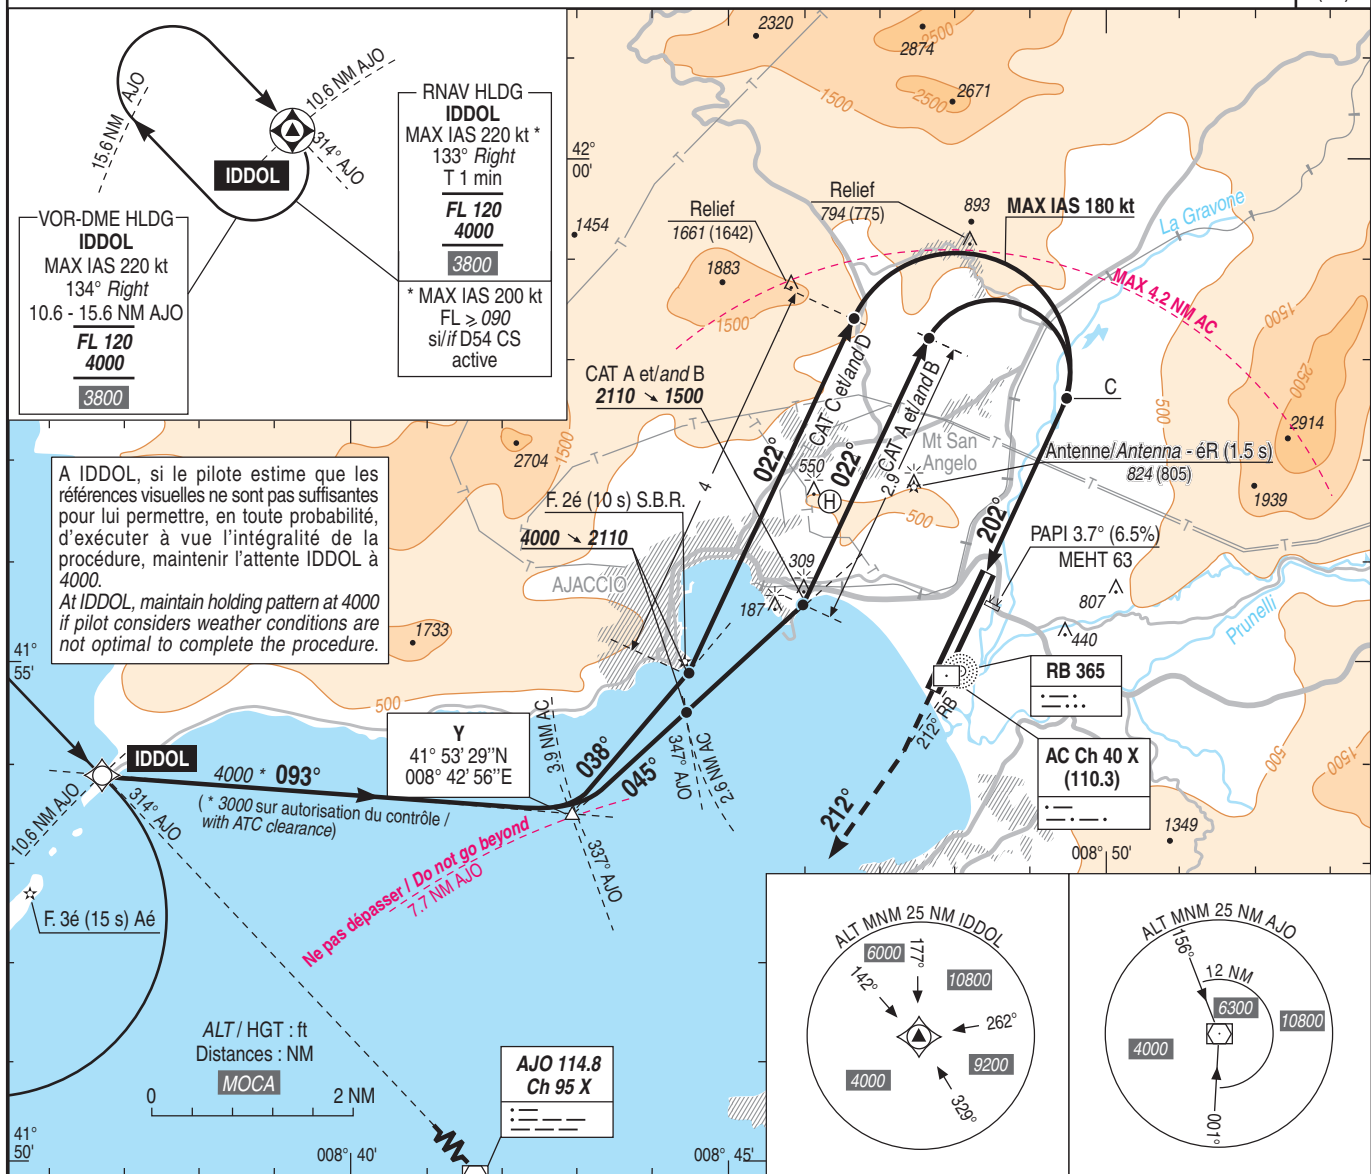 10.6 NM AJO
15.6 NM
AJO
314° AJO
IDDOL
RNAV HLDG
IDDOL
MAX IAS 220 kt *
133° Right
T 1 min
FL 120
4000
3800
* MAX IAS 200 kt
FL ⩾ 090
si/if D54 CS
active
VOR-DME HLDG
IDDOL
MAX IAS 220 kt
134° Right
10.6 - 15.6 NM AJO
FL 120
4000
3800
2320
2874
2500
2671
2500
1500
42°
00'
Relief
794 (775)
893
MAX IAS 180 kt
La Gravone
Relief
1661 (1642)
1454
1883
1500
MAX 4.2 NM AC
1500
2500
2914
1939
500
CAT A et/and B
2110 ➘ 1500
CAT C et/and D
022°
CAT A et/and B
022°
2.9
4
C
Mt San
Angelo
Antenne/Antenna - éR (1.5 s)
824 (805)
550
H
500
202°
PAPI 3.7° (6.5%)
MEHT 63
807
440
Prunelli
2704
1500
A IDDOL, si le pilote estime que les
références visuelles ne sont pas suffisantes
pour lui permettre, en toute probabilité,
d'exécuter à vue l'intégralité de la
procédure, maintenir l'attente IDDOL à
4000.
At IDDOL, maintain holding pattern at 4000
if pilot considers weather conditions are
not optimal to complete the procedure.
F. 2é (10 s) S.B.R.
4000 ➘ 2110
AJACCIO
309
187
1733
41°
55'
500
RB 365
212° RB
AC Ch 40 X
(110.3)
212°
500
1500
1349
008° 50'
Y
41° 53' 29''N
008° 42' 56''E
3.9 NM AC
038°
045°
347° AJO
2.6 NM AC
337° AJO
IDDOL
4000 * 093°
( * 3000 sur autorisation du contrôle /
with ATC clearance)
10.6 NM AJO
314° AJO
Ne pas dépasser / Do not go beyond
7.7 NM AJO
F. 3é (15 s) Aé
ALT / HGT : ft
Distances : NM
MOCA
0 2 NM
AJO 114.8
Ch 95 X
41°
50'
008° 40'
008° 45'
ALT MNM 25 NM IDDOL
6000
177°
142°
10800
262°
9200
4000
329°
ALT MNM 25 NM AJO
156°
12 NM
6300
10800
4000
001°